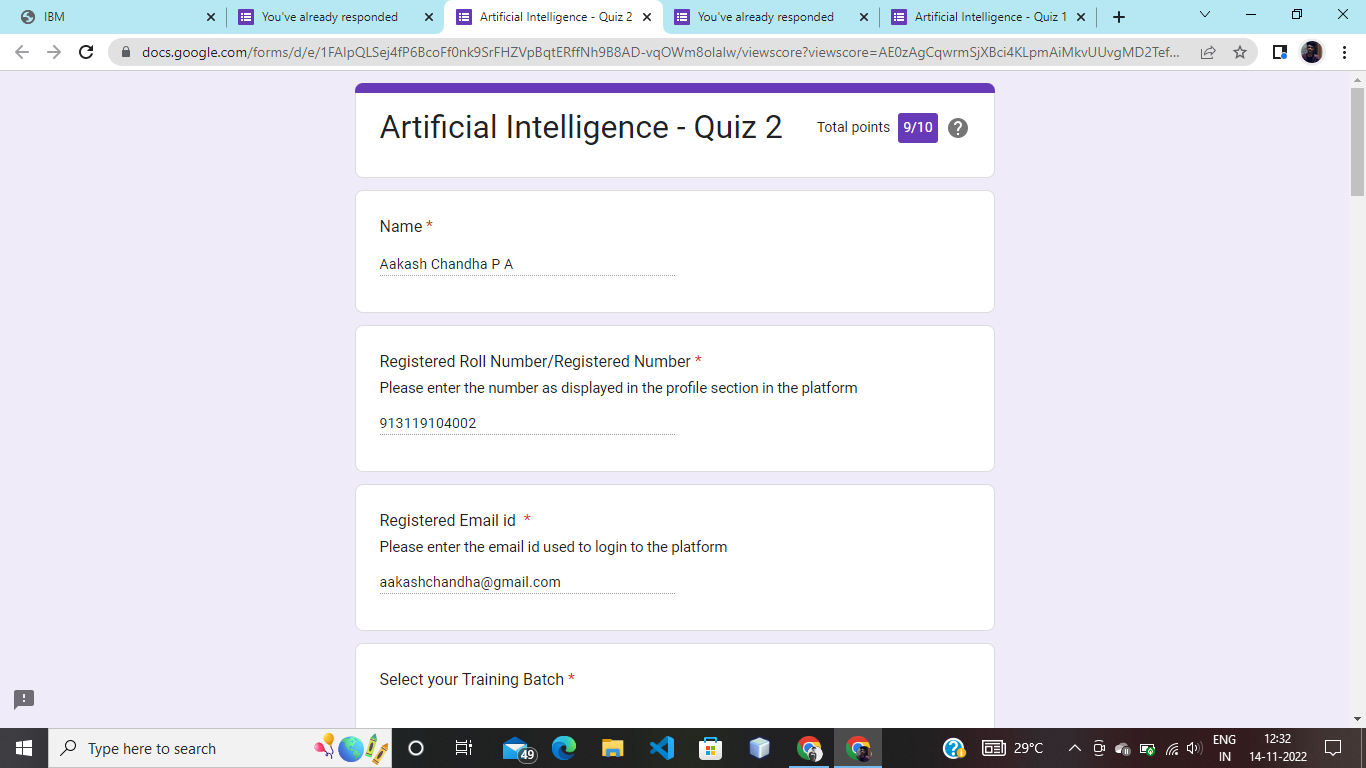 IBM
You've already responded
Artificial Intelligence - Quiz 2
You've already responded
Artificial Intelligence - Quiz 1
docs.google.com/forms/d/e/1FAIpQLSej4fP6BcoFf0nk9SrFHZVpBqtERffNh9B8AD-vqOWm8olaIw/viewscore?viewscore=AE0zAgCqwrmSjXBci4KLpmAiMkvUUvgMD2Tef...
Artificial Intelligence - Quiz 2
Total points 9/10
Name *
Aakash Chandha P A
Registered Roll Number/Registered Number *
Please enter the number as displayed in the profile section in the platform
913119104002
Registered Email id *
Please enter the email id used to login to the platform
aakashchandha@gmail.com
Select your Training Batch *
Type here to search
49
29°C
ENG
IN
12:32
14-11-2022